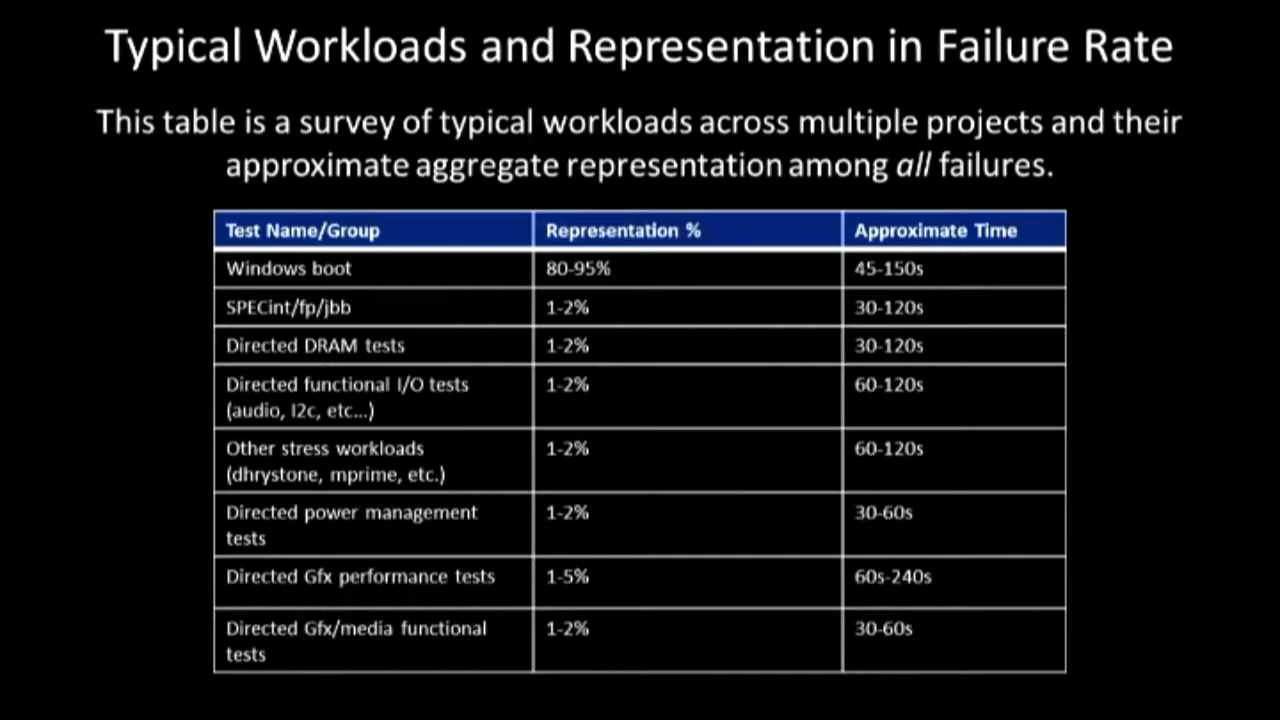 Typical Workloads and Representation in Failure Rate
This table is a survey of typical workloads across multiple projects and their
approximate aggregate representation among all failures.
Test Name/Group Representation % Approximate Time
Windows boot 80-95% 45-150s
SPECint/fp/jbb 1-2% 30-120s
Directed DRAM tests 1-2% 30-120s
Directed functional I/O tests 1-2% 60-120s
(audio, I2c, etc...)
Other stress workloads 1-2% 60-120s
(dhrystone, mprime, etc.)
Directed power management 1-2% 30-60s
tests
Directed Gfx performance tests 1-5% 60s-240s
Directed Gfx/media functional 1-2% 30-60s
tests